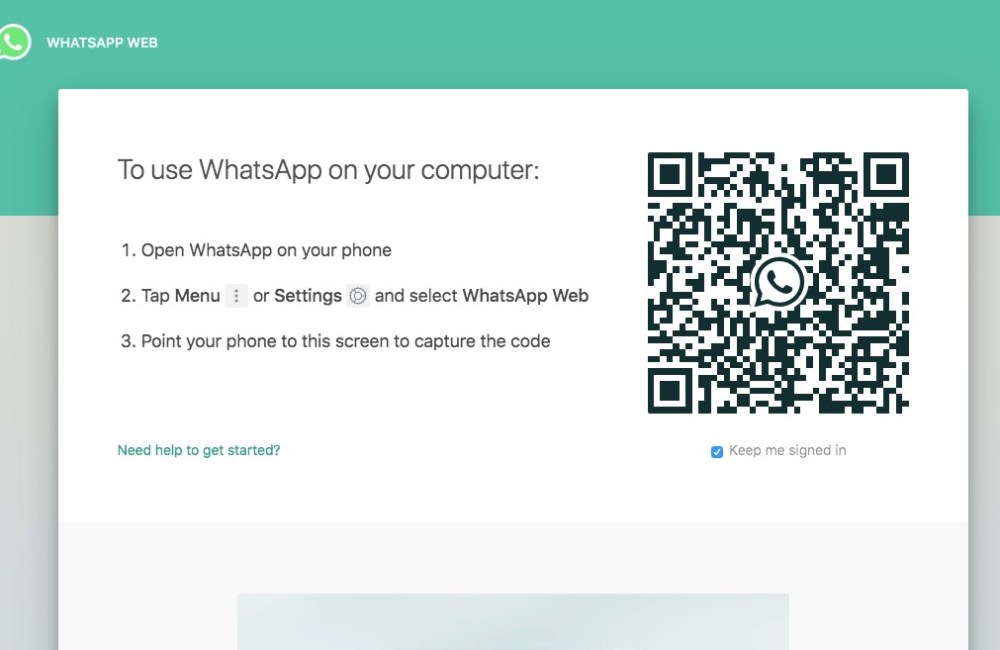 WHATSAPP WEB
To use WhatsApp on your computer:
1. Open WhatsApp on your phone
2. Tap Menu or Settings and select WhatsApp Web
3. Point your phone to this screen to capture the code
Need help to get started?
Keep me signed in